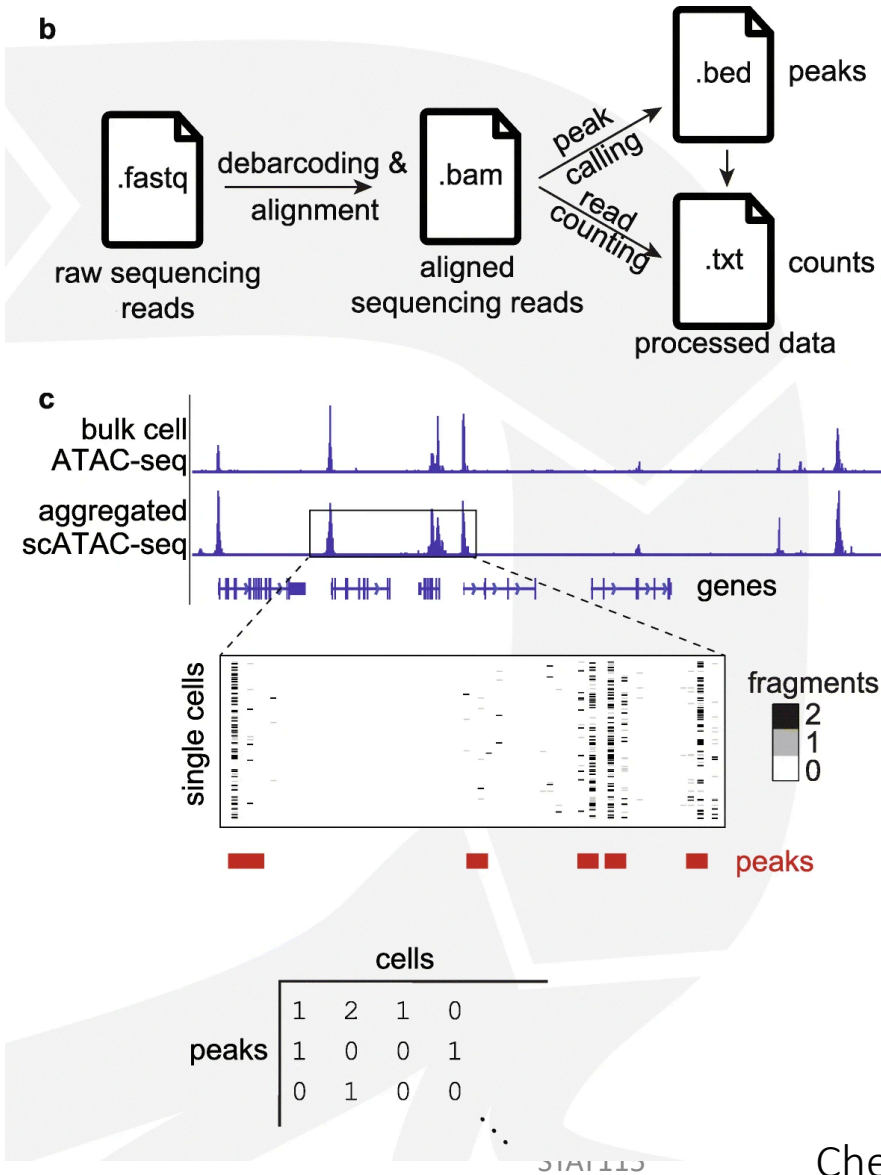 b
.fastq
debarcoding &
alignment
raw sequencing
reads
.bam
aligned
sequencing reads
peak
calling
read
counting
.bed
peaks
.txt
counts
processed data
c
bulk cell
ATAC-seq
aggregated
scATAC-seq
genes
single cells
fragments
2
1
0
peaks
cells
peaks
1 2 1 0
1 0 0 1
0 1 0 0
STAT115
Che